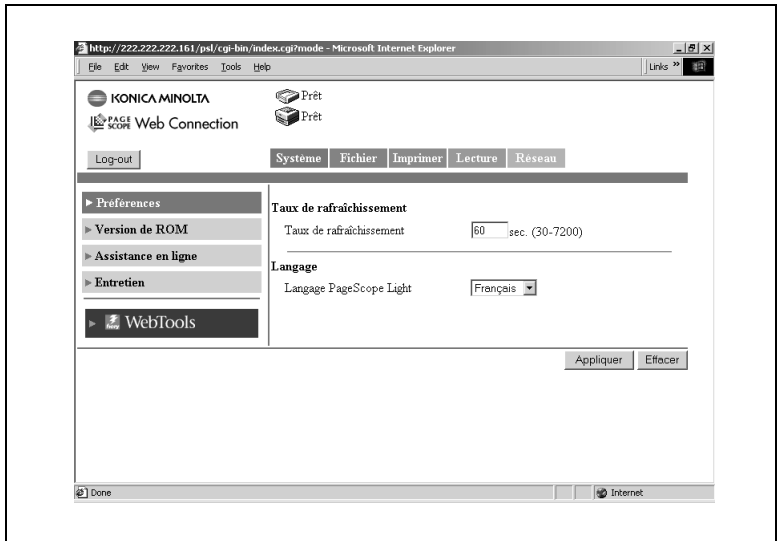 http://222.222.222.161/psl/cgi-bin/index.cgi?mode - Microsoft Internet Explorer
File Edit View Favorites Tools Help
Links »
KONICA MINOLTA
PAGE SCOPE Web Connection
Prêt
Prêt
Log-out
Système Fichier Imprimer Lecture Réseau
Préférences
Version de ROM
Assistance en ligne
Entretien
WebTools
Taux de rafraîchissement
Taux de rafraîchissement 60 sec. (30-7200)
Langage
Langage PageScope Light Français
Appliquer Effacer
Done
Internet